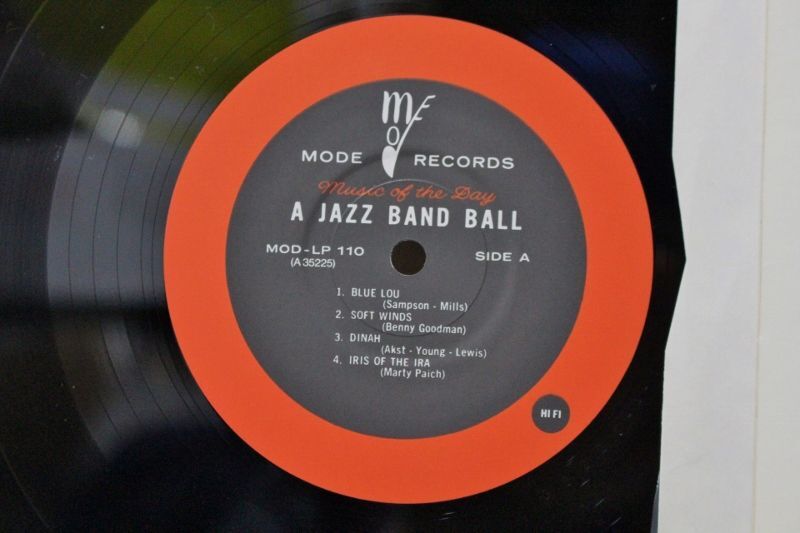 MODE
MODE RECORDS
Music of the Day
A JAZZ BAND BALL
MOD-LP 110 SIDE A
(A 35225)
1. BLUE LOU
(Sampson - Mills)
2. SOFT WINDS
(Benny Goodman)
3. DINAH
(Akst - Young - Lewis)
4. IRIS OF THE IRA
(Marty Paich)
HI FI